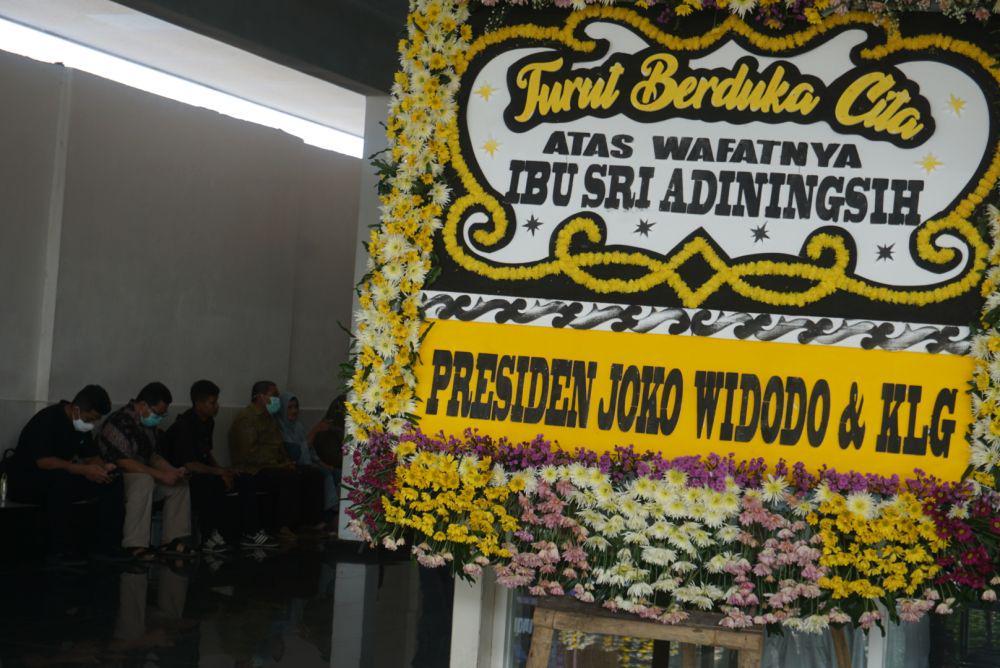 Turut Berduka Cita
ATAS WAFATNYA
IBU SRI ADININGSIH
PRESIDEN JOKO WIDODO & KLG